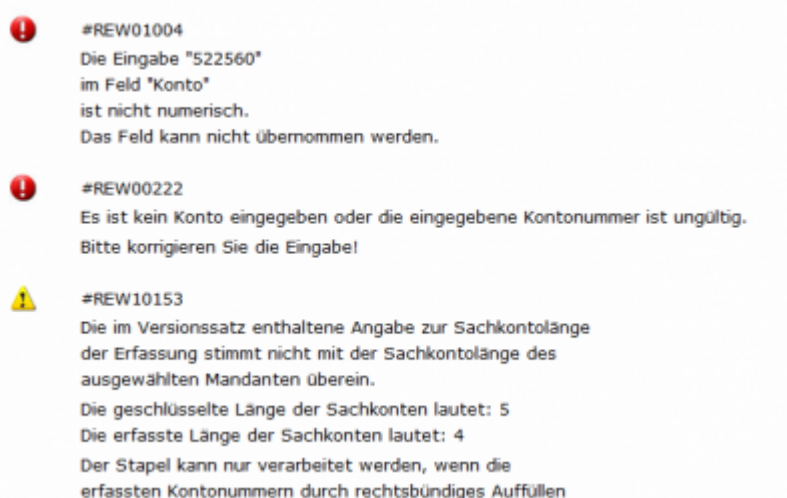 #REW01004
Die Eingabe "522560"
im Feld "Konto"
ist nicht numerisch.
Das Feld kann nicht übernommen werden.
#REW00222
Es ist kein Konto eingegeben oder die eingegebene Kontonummer ist ungültig.
Bitte korrigieren Sie die Eingabe!
#REW10153
Die im Versionssatz enthaltene Angabe zur Sachkontolänge
der Erfassung stimmt nicht mit der Sachkontolänge des
ausgewählten Mandanten überein.
Die geschlüsselte Länge der Sachkonten lautet: 5
Die erfasste Länge der Sachkonten lautet: 4
Der Stapel kann nur verarbeitet werden, wenn die
erfassten Kontonummern durch rechtsbündiges Auffüllen